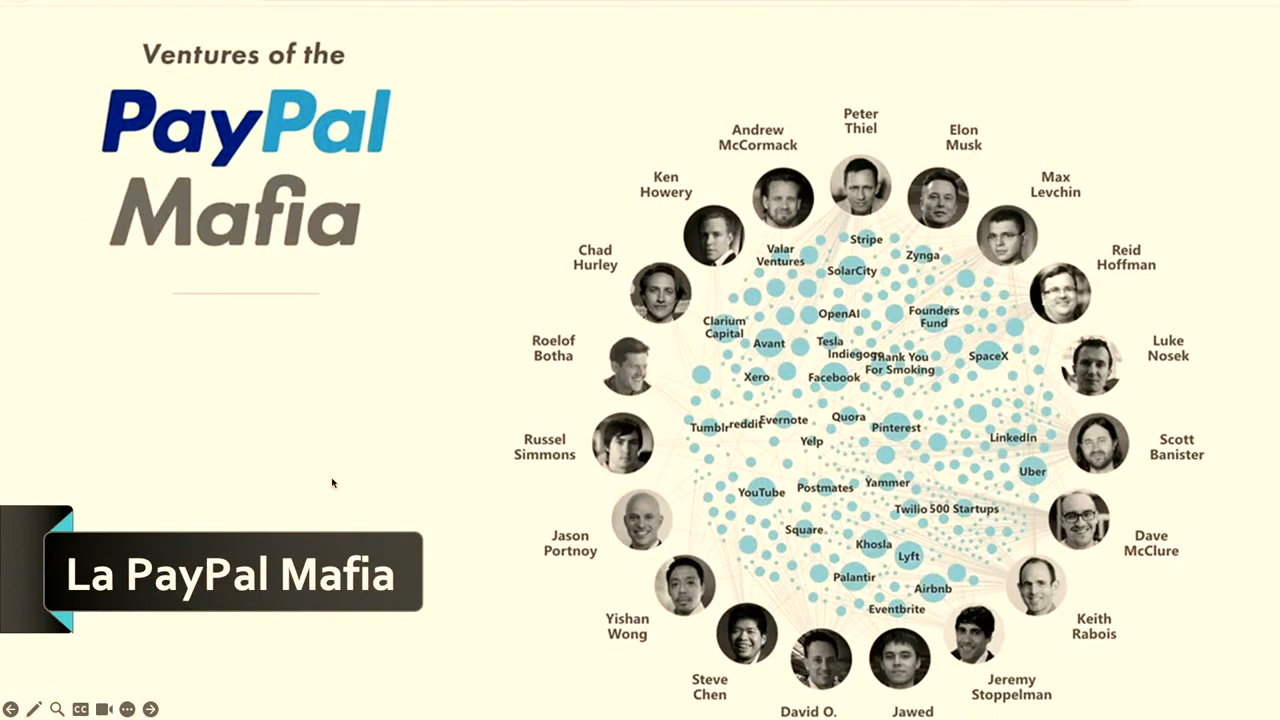 Ventures of the
PayPal
Mafia
La PayPal Mafia
Peter
Thiel
Elon
Musk
Max
Levchin
Reid
Hoffman
Luke
Nosek
Scott
Banister
Dave
McClure
Keith
Rabois
Jeremy
Stoppelman
Jawed
David O.
Steve
Chen
Yishan
Wong
Jason
Portnoy
Russel
Simmons
Roelof
Botha
Chad
Hurley
Ken
Howery
Andrew
McCormack
Stripe
Valar
Ventures
Zynga
SolarCity
OpenAI
Founders
Fund
Clarium
Capital
Avant
Tesla
Indiegogo
Thank You
For Smoking
SpaceX
Xero
Facebook
Tumblr
reddit
Evernote
Quora
Pinterest
Yelp
LinkedIn
Uber
YouTube
Postmates
Yammer
Twilio
500 Startups
Square
Khosla
Lyft
Palantir
Airbnb
Eventbrite
CC